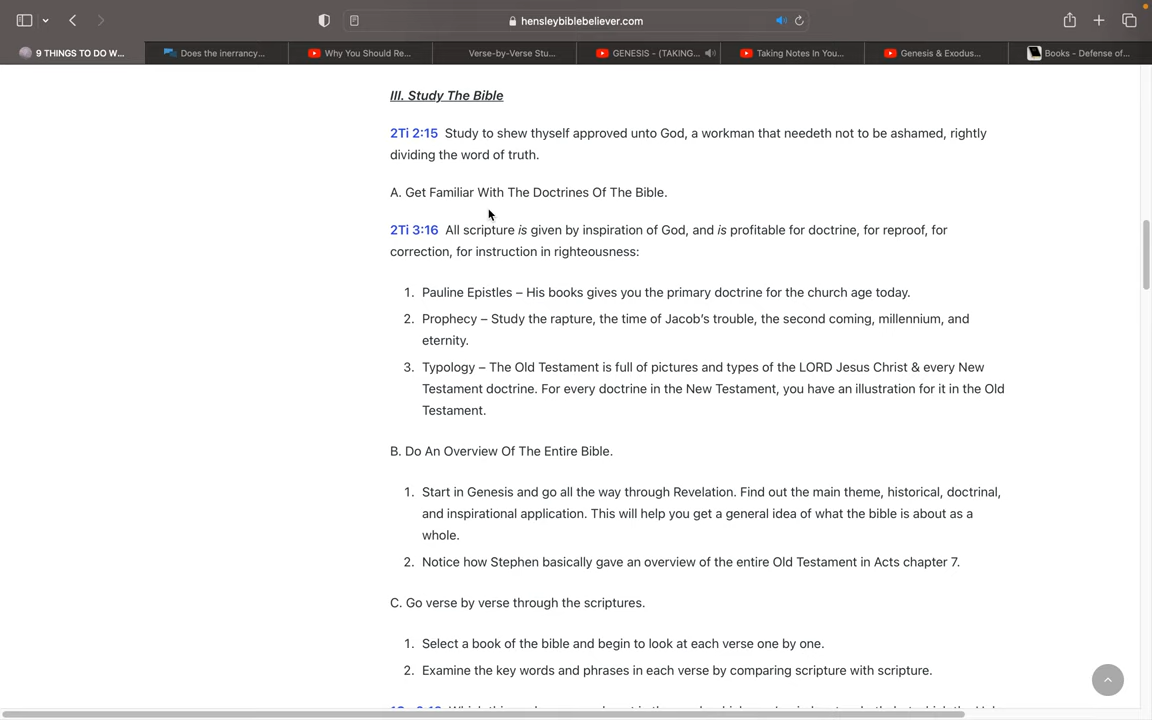 hensleybiblebeliever.com
9 THINGS TO DO W...
Does the inerrancy...
Why You Should Re...
Verse-by-Verse Stu...
GENESIS - (TAKING...
Taking Notes In You...
Genesis & Exodus...
Books - Defense of...
III. Study The Bible
2Ti 2:15 Study to shew thyself approved unto God, a workman that needeth not to be ashamed, rightly
dividing the word of truth.
A. Get Familiar With The Doctrines Of The Bible.
2Ti 3:16 All scripture is given by inspiration of God, and is profitable for doctrine, for reproof, for
correction, for instruction in righteousness:
1. Pauline Epistles – His books gives you the primary doctrine for the church age today.
2. Prophecy – Study the rapture, the time of Jacob's trouble, the second coming, millennium, and
eternity.
3. Typology – The Old Testament is full of pictures and types of the LORD Jesus Christ & every New
Testament doctrine. For every doctrine in the New Testament, you have an illustration for it in the Old
Testament.
B. Do An Overview Of The Entire Bible.
1. Start in Genesis and go all the way through Revelation. Find out the main theme, historical, doctrinal,
and inspirational application. This will help you get a general idea of what the bible is about as a
whole.
2. Notice how Stephen basically gave an overview of the entire Old Testament in Acts chapter 7.
C. Go verse by verse through the scriptures.
1. Select a book of the bible and begin to look at each verse one by one.
2. Examine the key words and phrases in each verse by comparing scripture with scripture.